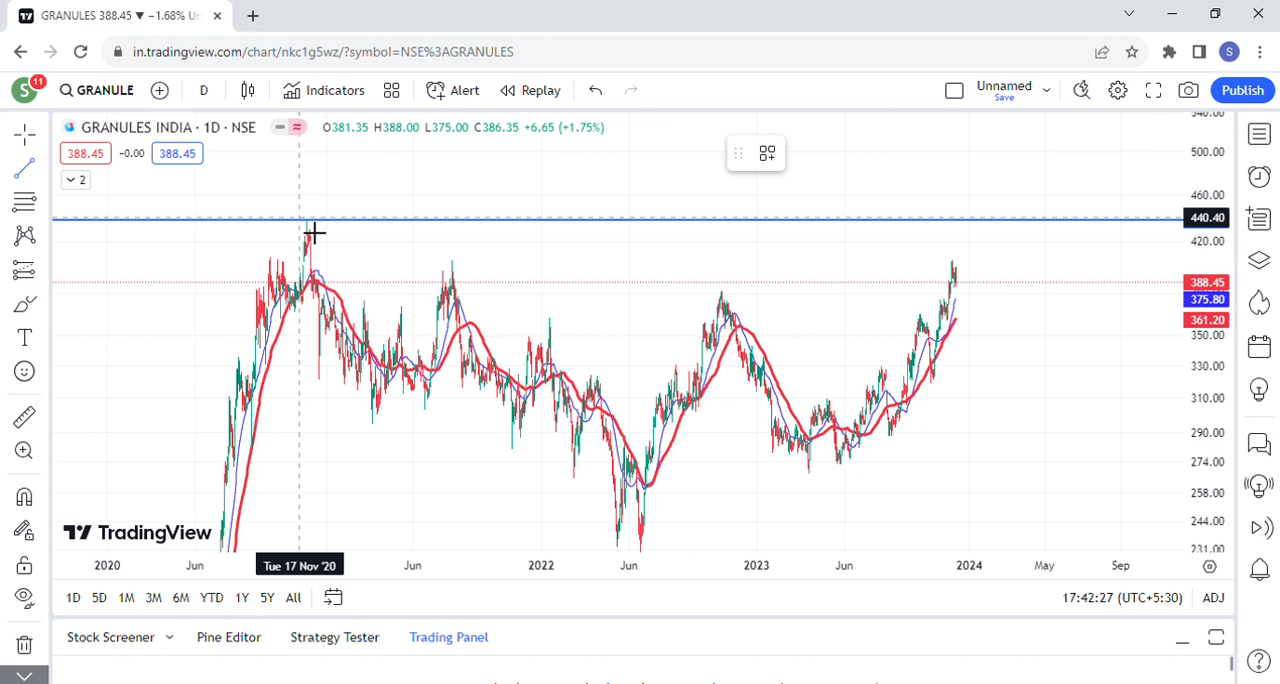 GRANULES 388.45 ▼ −1.68% Un
in.tradingview.com/chart/nkc1g5wz/?symbol=NSE%3AGRANULES
S
S 11 GRANULE D Indicators Alert Replay Unnamed Publish
Save
GRANULES INDIA · 1D · NSE O381.35 H388.00 L375.00 C386.35 +6.65 (+1.75%)
388.45 -0.00 388.45
2
540.00
500.00
460.00
440.40
420.00
388.45
375.80
361.20
350.00
330.00
310.00
290.00
274.00
258.00
244.00
231.00
TradingView
2020 Jun Tue 17 Nov '20 Jun 2022 Jun 2023 Jun 2024 May Sep
1D 5D 1M 3M 6M YTD 1Y 5Y All 17:42:27 (UTC+5:30) ADJ
Stock Screener Pine Editor Strategy Tester Trading Panel